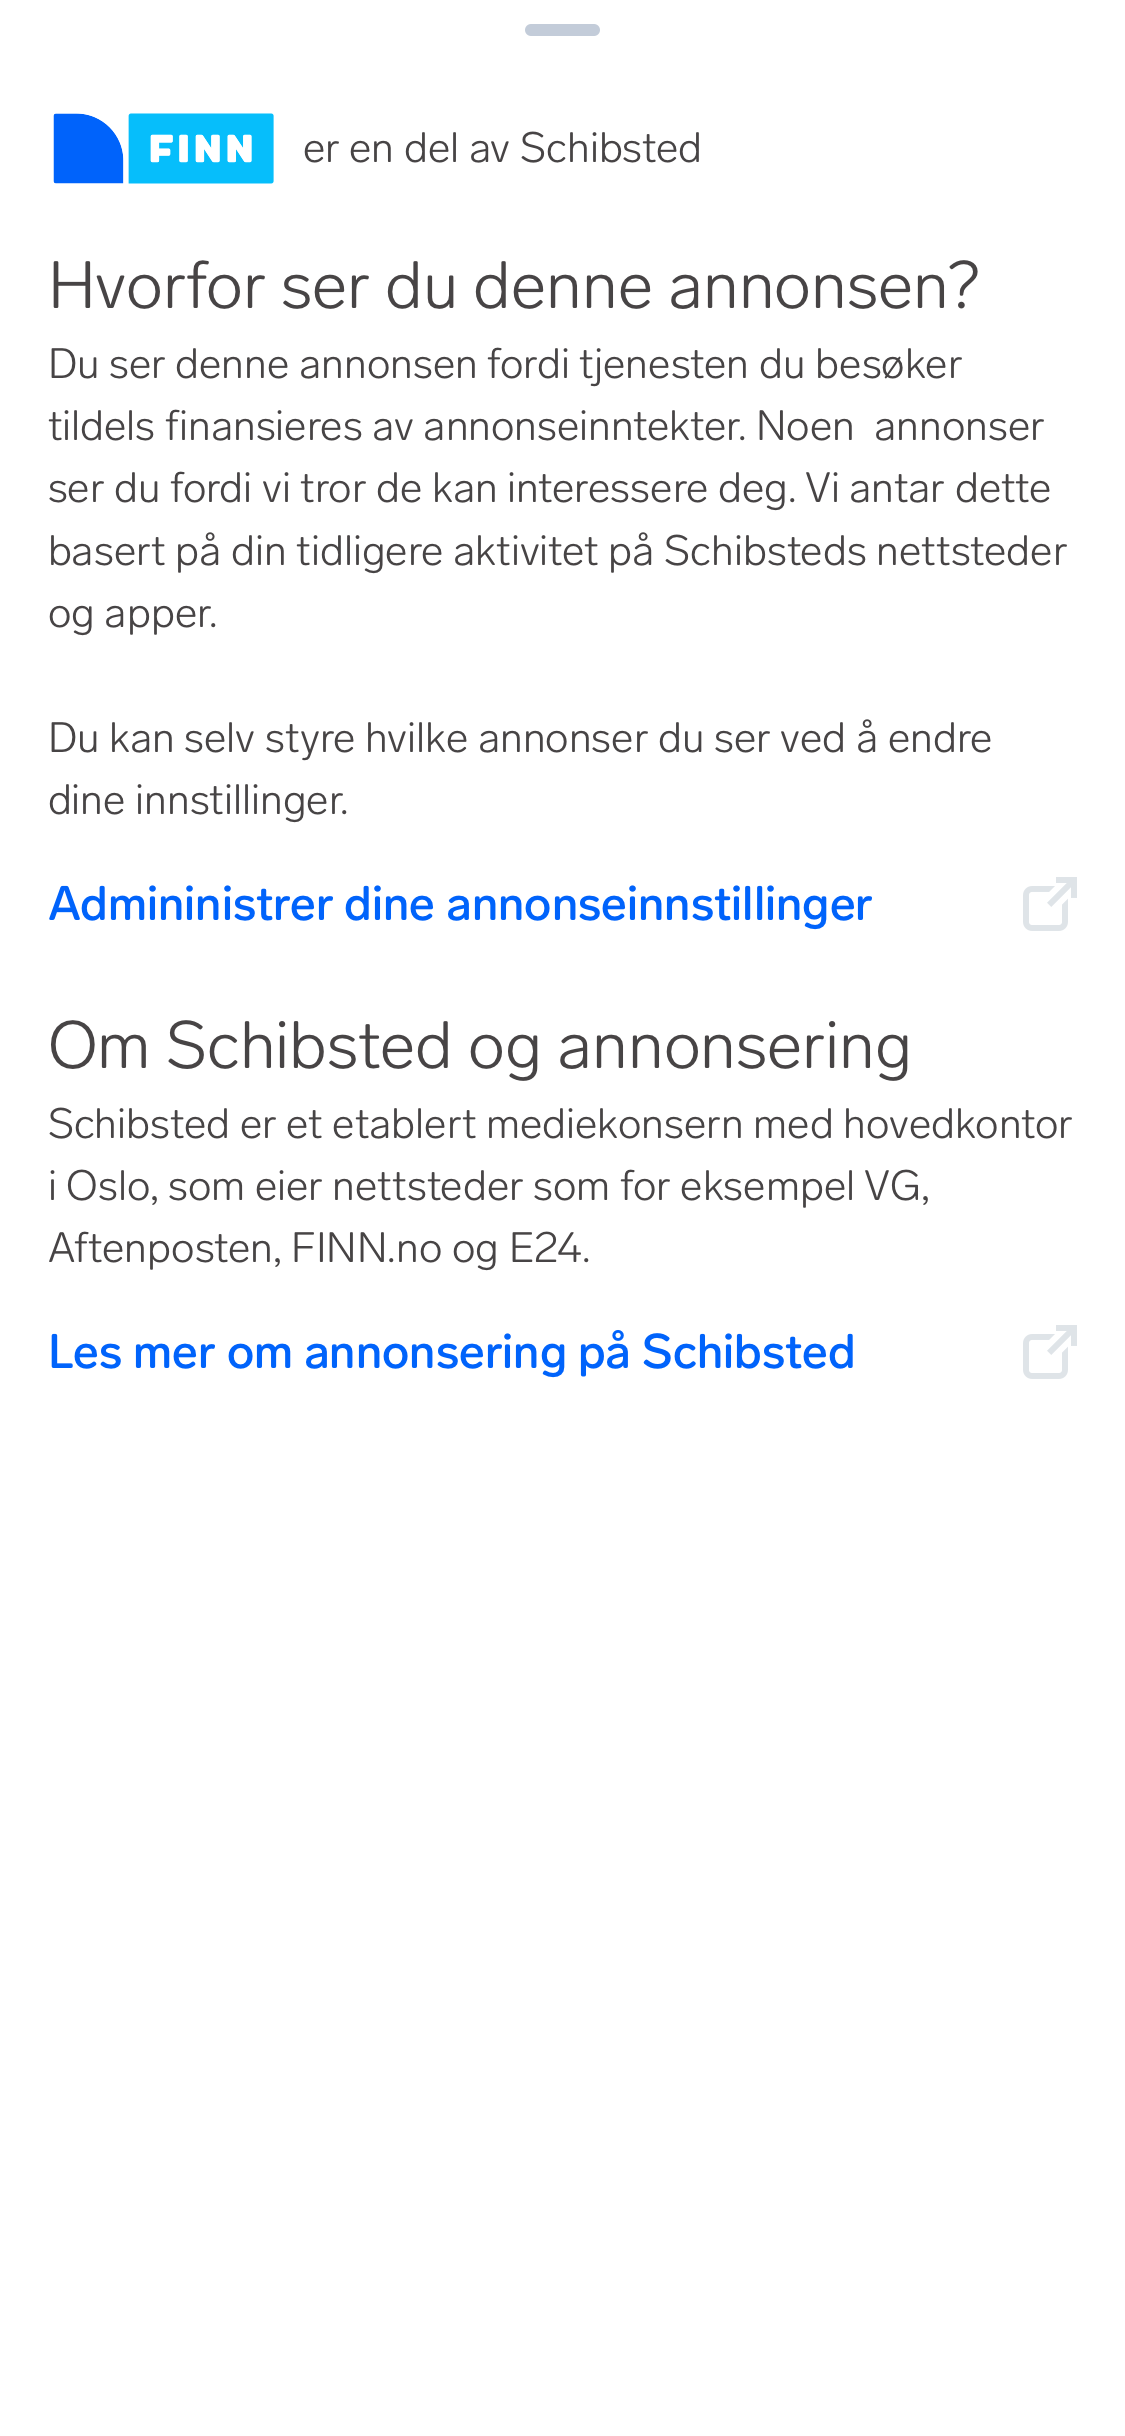 FINN er en del av Schibsted
Hvorfor ser du denne annonsen?
Du ser denne annonsen fordi tjenesten du besøker
tildels finansieres av annonseinntekter. Noen  annonser
ser du fordi vi tror de kan interessere deg. Vi antar dette
basert på din tidligere aktivitet på Schibsteds nettsteder
og apper.
Du kan selv styre hvilke annonser du ser ved å endre
dine innstillinger.
Admininistrer dine annonseinnstillinger
Om Schibsted og annonsering
Schibsted er et etablert mediekonsern med hovedkontor
i Oslo, som eier nettsteder som for eksempel VG,
Aftenposten, FINN.no og E24.
Les mer om annonsering på Schibsted